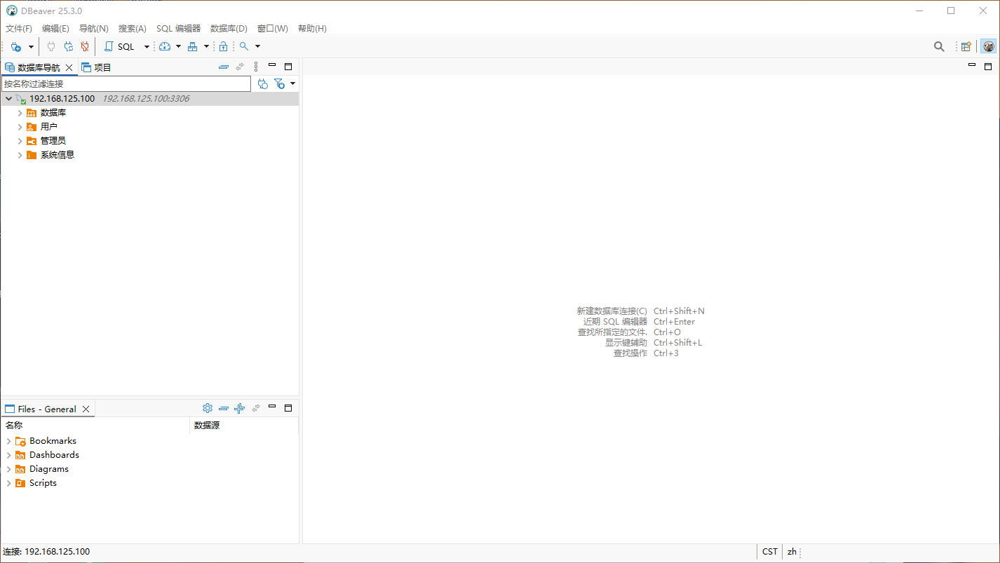 DBeaver 25.3.0
文件(F) 编辑(E) 导航(N) 搜索(A) SQL 编辑器 数据库(D) 窗口(W) 帮助(H)
SQL
数据库导航 项目
按名称过滤连接
192.168.125.100 192.168.125.100:3306
数据库
用户
管理员
系统信息
新建数据库连接(C) Ctrl+Shift+N
近期 SQL 编辑器 Ctrl+Enter
查找所指定的文件. Ctrl+O
显示键辅助 Ctrl+Shift+L
查找操作 Ctrl+3
Files - General
名称 数据源
Bookmarks
Dashboards
Diagrams
Scripts
连接: 192.168.125.100 CST zh